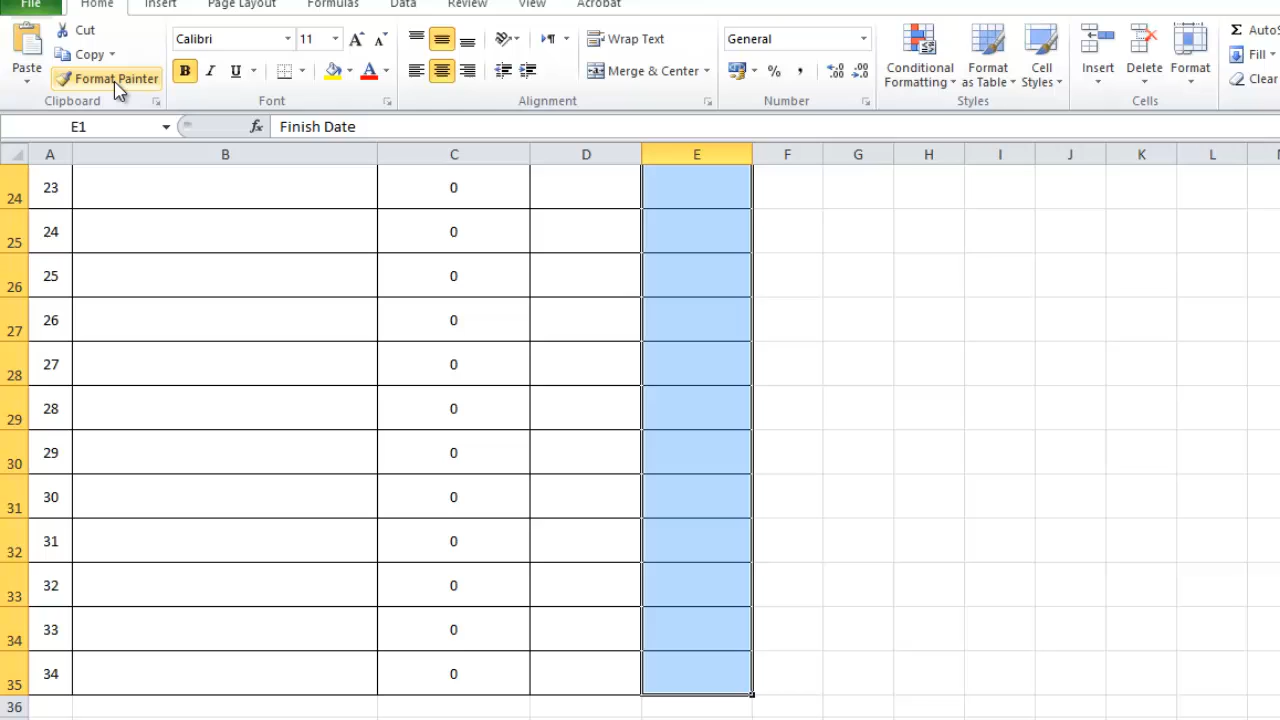 File Home Insert Page Layout Formulas Data Review View Acrobat
Cut Calibri 11 Wrap Text General
Copy
Paste Format Painter B I U Merge & Center % Conditional Formatting Format as Table Cell Styles Insert Delete Format Fill Clear
Clipboard Font Alignment Number Styles Cells
E1 fx Finish Date
A B C D E F G H I J K L
24 23 0
25 24 0
26 25 0
27 26 0
28 27 0
29 28 0
30 29 0
31 30 0
32 31 0
33 32 0
34 33 0
35 34 0
36